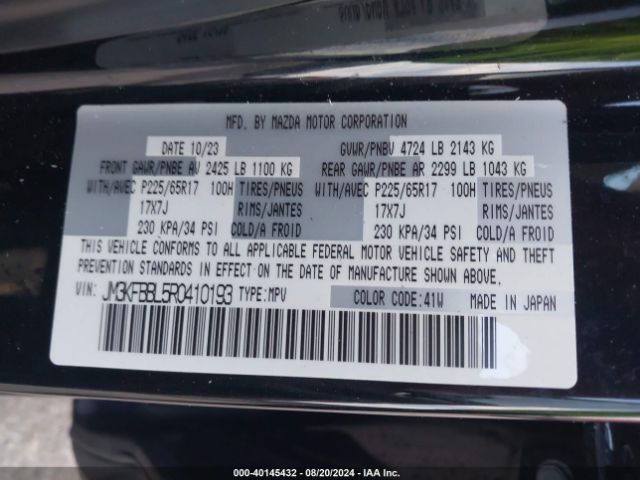 MFD. BY MAZDA MOTOR CORPORATION
DATE 10/23 GVWR/PNBV 4724 LB 2143 KG
FRONT GAWR/PNBE AV 2425 LB 1100 KG REAR GAWR/PNBE AR 2299 LB 1043 KG
WITH/AVEC P225/65R17 100H TIRES/PNEUS WITH/AVEC P225/65R17 100H TIRES/PNEUS
17X7J RIMS/JANTES 17X7J RIMS/JANTES
230 KPA/34 PSI COLD/A FROID 230 KPA/34 PSI COLD/A FROID
THIS VEHICLE CONFORMS TO ALL APPLICABLE FEDERAL MOTOR VEHICLE SAFETY AND THEFT
PREVENTION STANDARDS IN EFFECT ON THE DATE OF MANUFACTURE SHOWN ABOVE.
VIN: JM3KFBBL5R0410193 TYPE:MPV COLOR CODE:41W MADE IN JAPAN
000-40145432 - 08/20/2024 - IAA Inc.